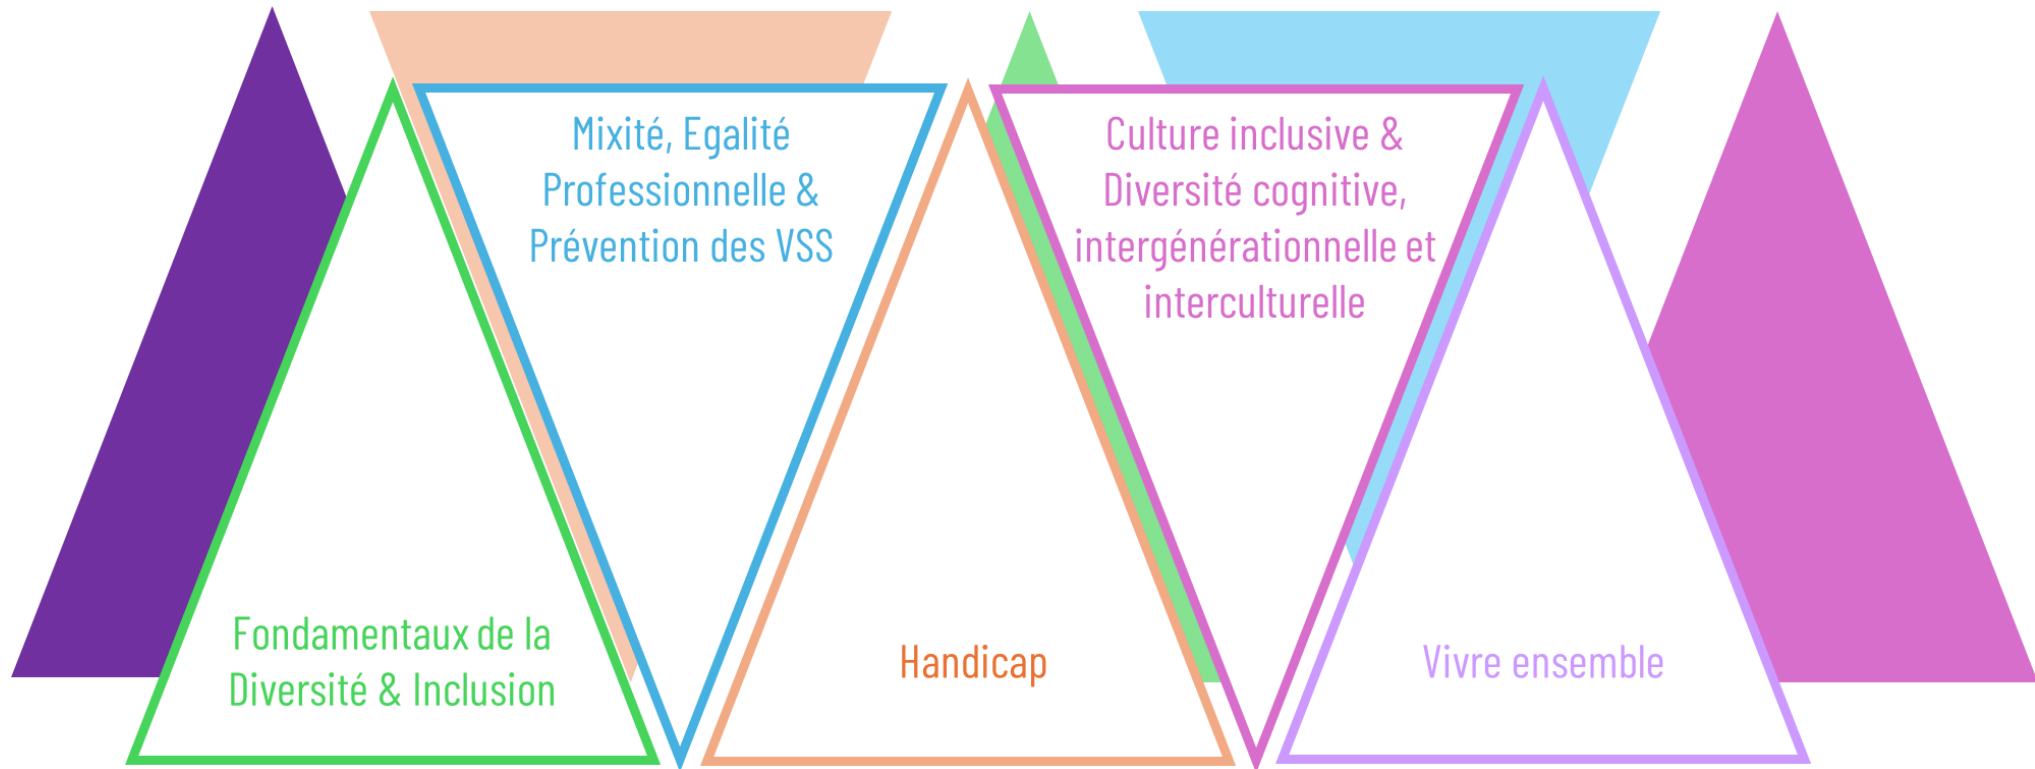 Mixité, Egalité
Professionnelle &
Prévention des VSS
Culture inclusive &
Diversité cognitive,
intergénérationnelle et
interculturelle
Fondamentaux de la
Diversité & Inclusion
Handicap
Vivre ensemble